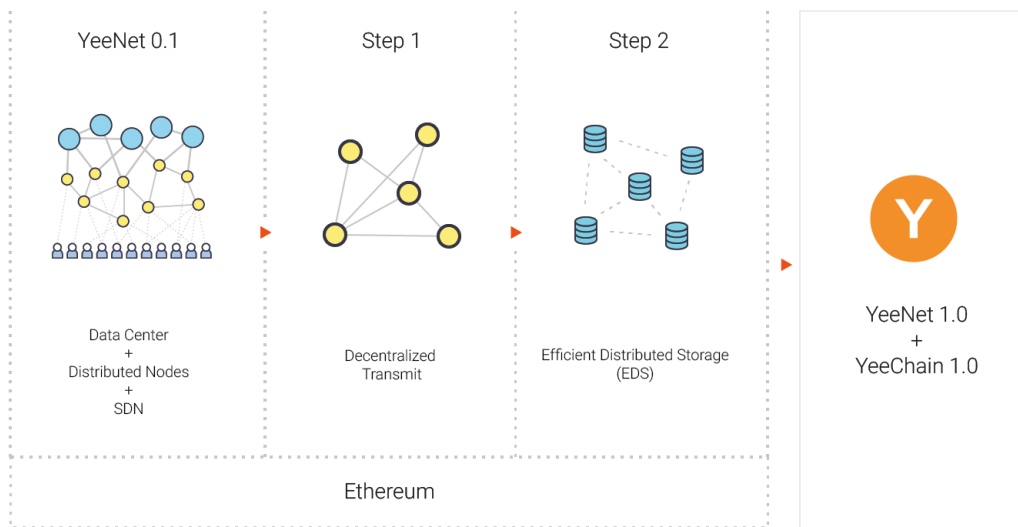 YeeNet 0.1
Step 1
Step 2
Data Center
+
Distributed Nodes
+
SDN
Decentralized
Transmit
Efficient Distributed Storage
(EDS)
Ethereum
Y
YeeNet 1.0
+
YeeChain 1.0